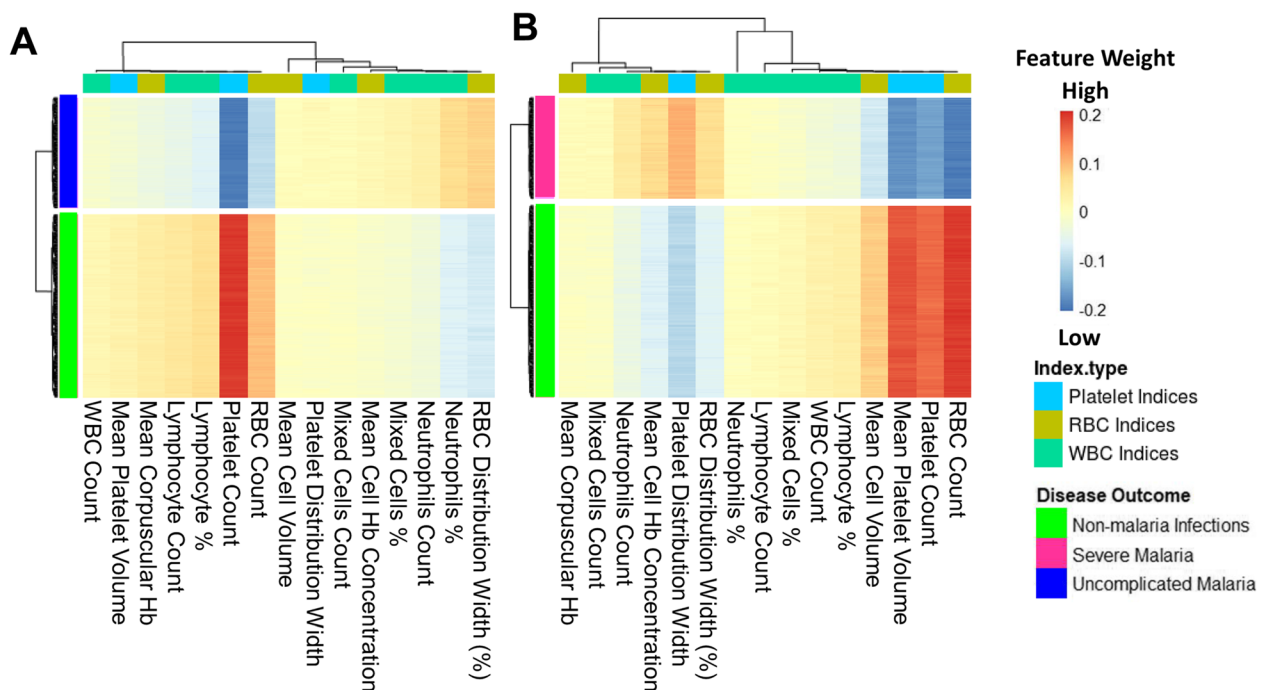 A
B
WBC Count
Mean Platelet Volume
Mean Corpuscular Hb
Lymphocyte Count
Lymphocyte %
Platelet Count
RBC Count
Mean Cell Volume
Platelet Distribution Width
Mixed Cells Count
Mean Cell Hb Concentration
Mixed Cells %
Neutrophils Count
Neutrophils %
RBC Distribution Width (%)
Mean Corpuscular Hb
Mixed Cells Count
Neutrophils Count
Mean Cell Hb Concentration
Platelet Distribution Width
RBC Distribution Width (%)
Neutrophils %
Lymphocyte Count
Mixed Cells %
WBC Count
Lymphocyte %
Mean Cell Volume
Mean Platelet Volume
Platelet Count
RBC Count
Feature Weight
High
0.2
0.1
0
-0.1
-0.2
Low
Index.type
Platelet Indices
RBC Indices
WBC Indices
Disease Outcome
Non-malaria Infections
Severe Malaria
Uncomplicated Malaria